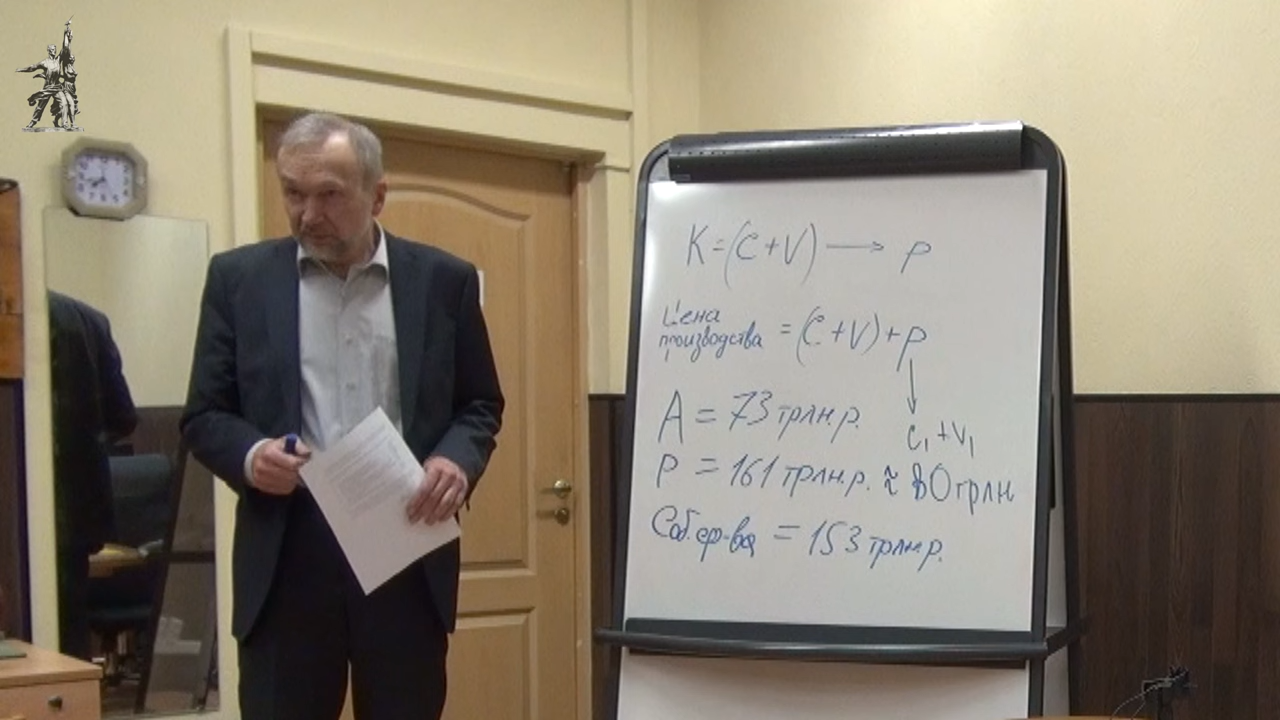 K=(C+V) → p
Цена
производства = (C+V)+p
c₁+v₁
A = 73 трлн.р.
P = 161 трлн.р. ≈ 80 трлн
Соб.ср-ва = 153 трлн.р.